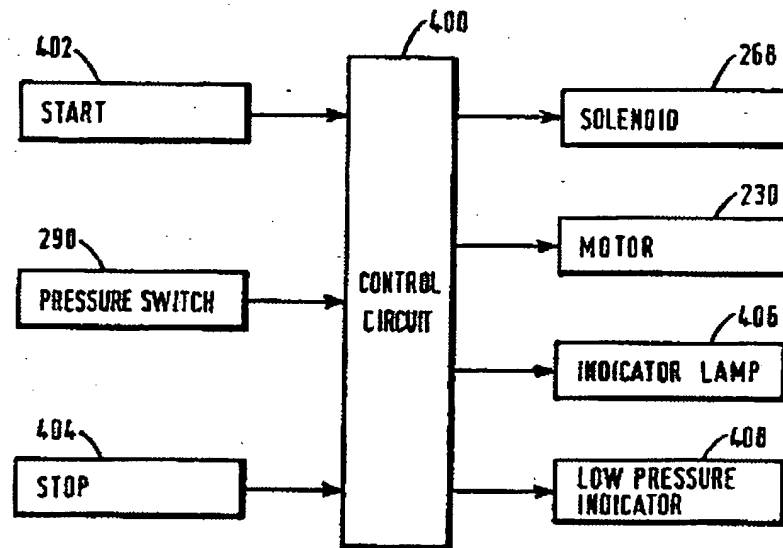 402
START
290
PRESSURE SWITCH
404
STOP
400
CONTROL
CIRCUIT
268
SOLENOID
230
MOTOR
406
INDICATOR LAMP
408
LOW PRESSURE
INDICATOR